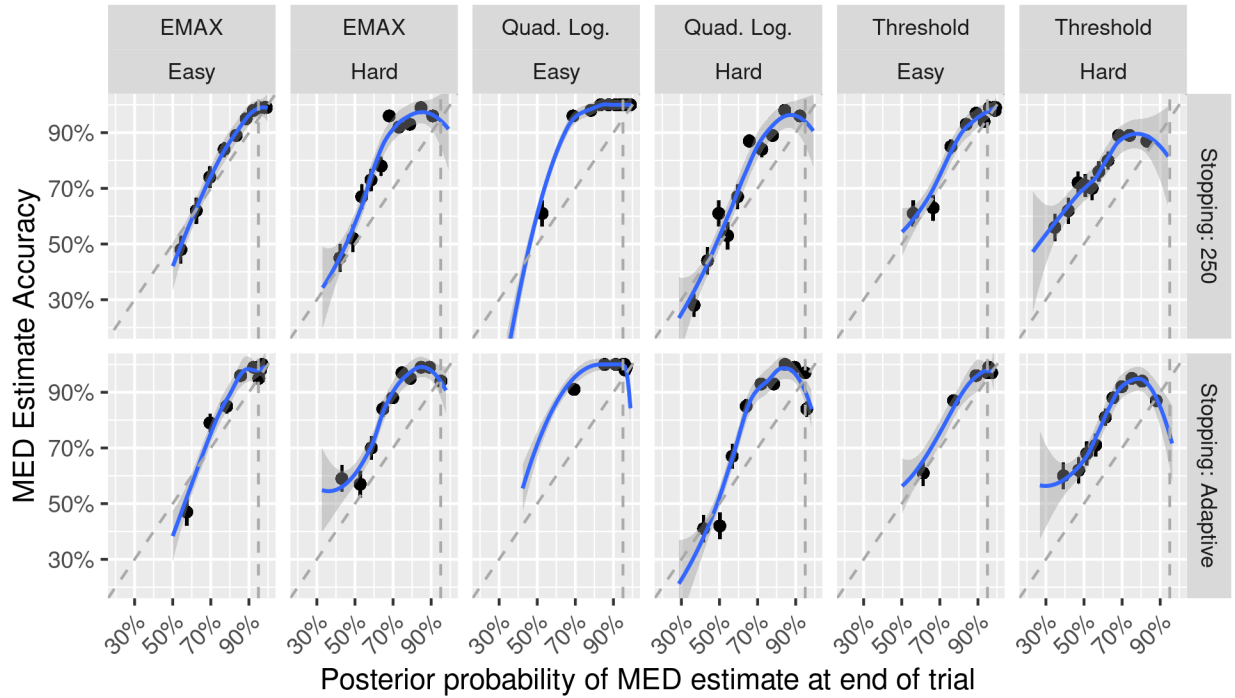 EMAX EMAX Quad. Log. Quad. Log. Threshold Threshold
Easy Hard Easy Hard Easy Hard
MED Estimate Accuracy
90%
70%
50%
30%
Stopping: 250
90%
70%
50%
30%
Stopping: Adaptive
30% 50% 70% 90% 30% 50% 70% 90% 30% 50% 70% 90% 30% 50% 70% 90% 30% 50% 70% 90% 30% 50% 70% 90%
Posterior probability of MED estimate at end of trial